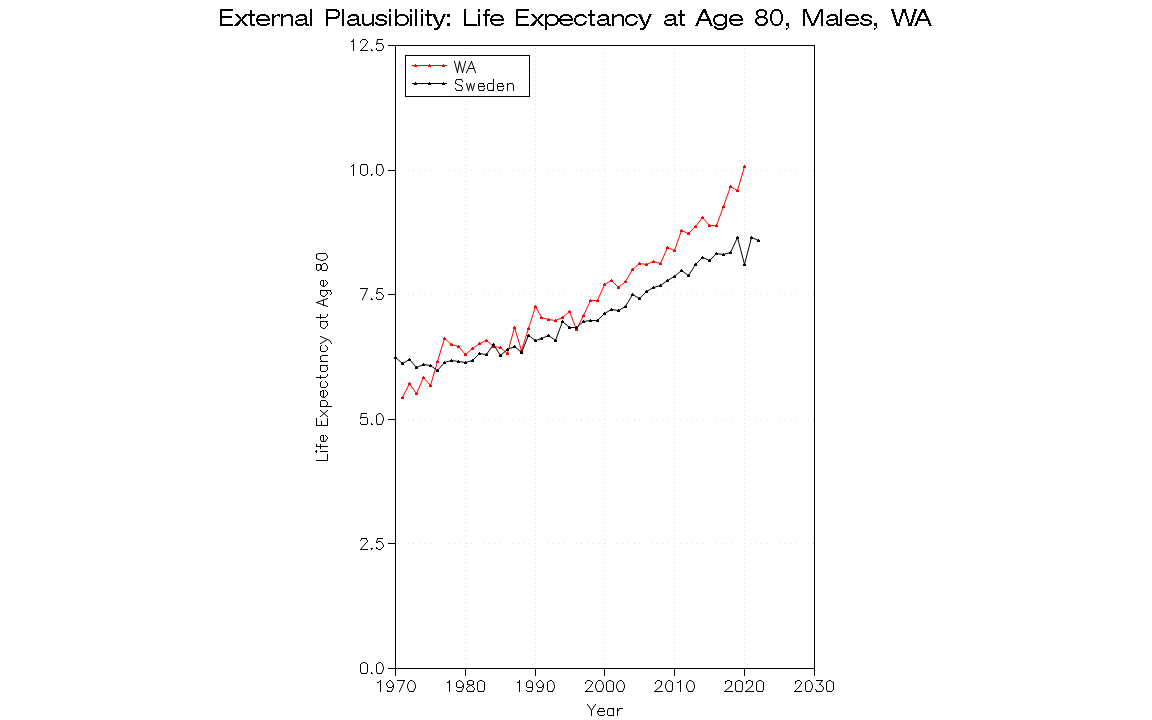 External Plausibility: Life Expectancy at Age 80, Males, WA
12.5
10.0
7.5
5.0
2.5
0.0
WA
Sweden
Life Expectancy at Age 80
1970 1980 1990 2000 2010 2020 2030
Year